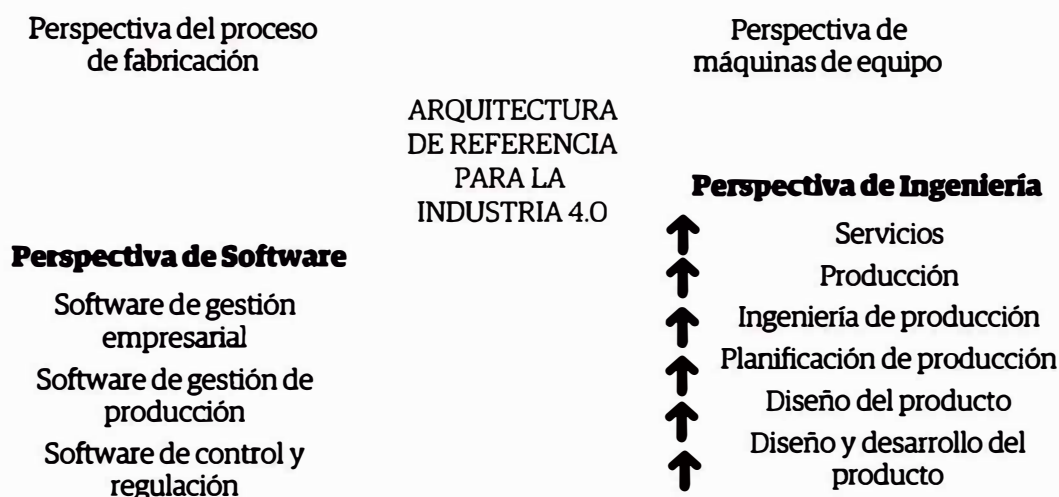 Perspectiva del proceso
de fabricación
Perspectiva de
máquinas de equipo
ARQUITECTURA
DE REFERENCIA
PARA LA
INDUSTRIA 4.0
Perspectiva de Software
Software de gestión
empresarial
Software de gestión de
producción
Software de control y
regulación
Perspectiva de Ingeniería
Servicios
Producción
Ingeniería de producción
Planificación de producción
Diseño del producto
Diseño y desarrollo del
producto